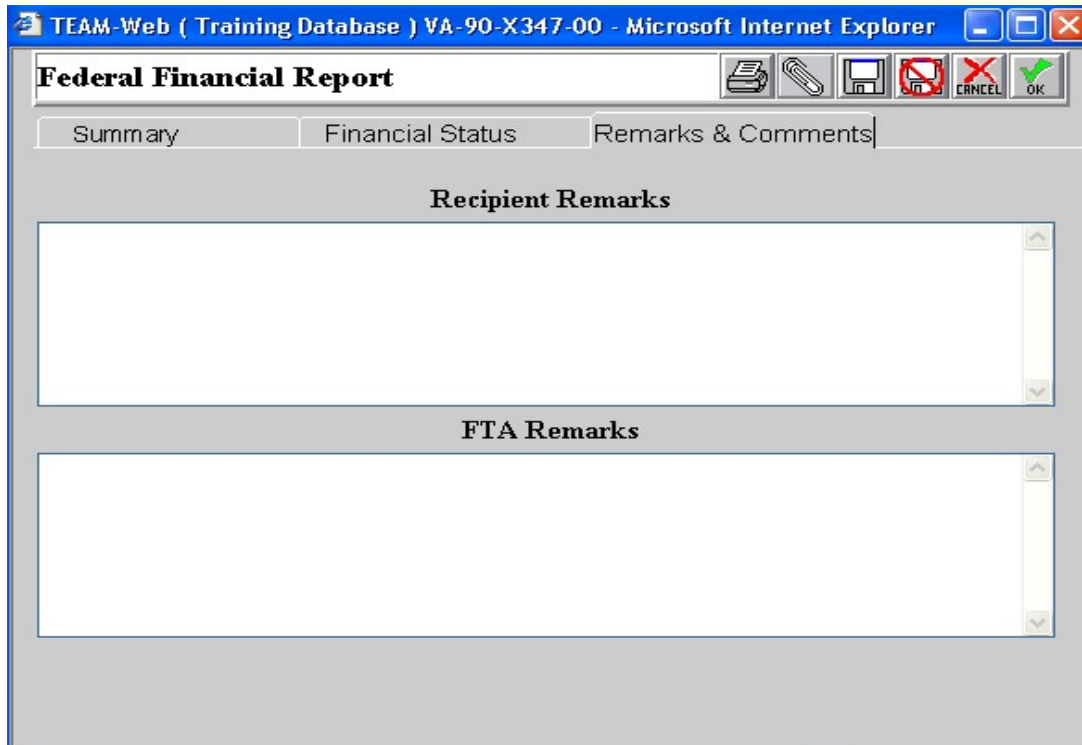 TEAM-Web ( Training Database ) VA-90-X347-00 - Microsoft Internet Explorer
Federal Financial Report
CANCEL OK
Summary Financial Status Remarks & Comments
Recipient Remarks
FTA Remarks